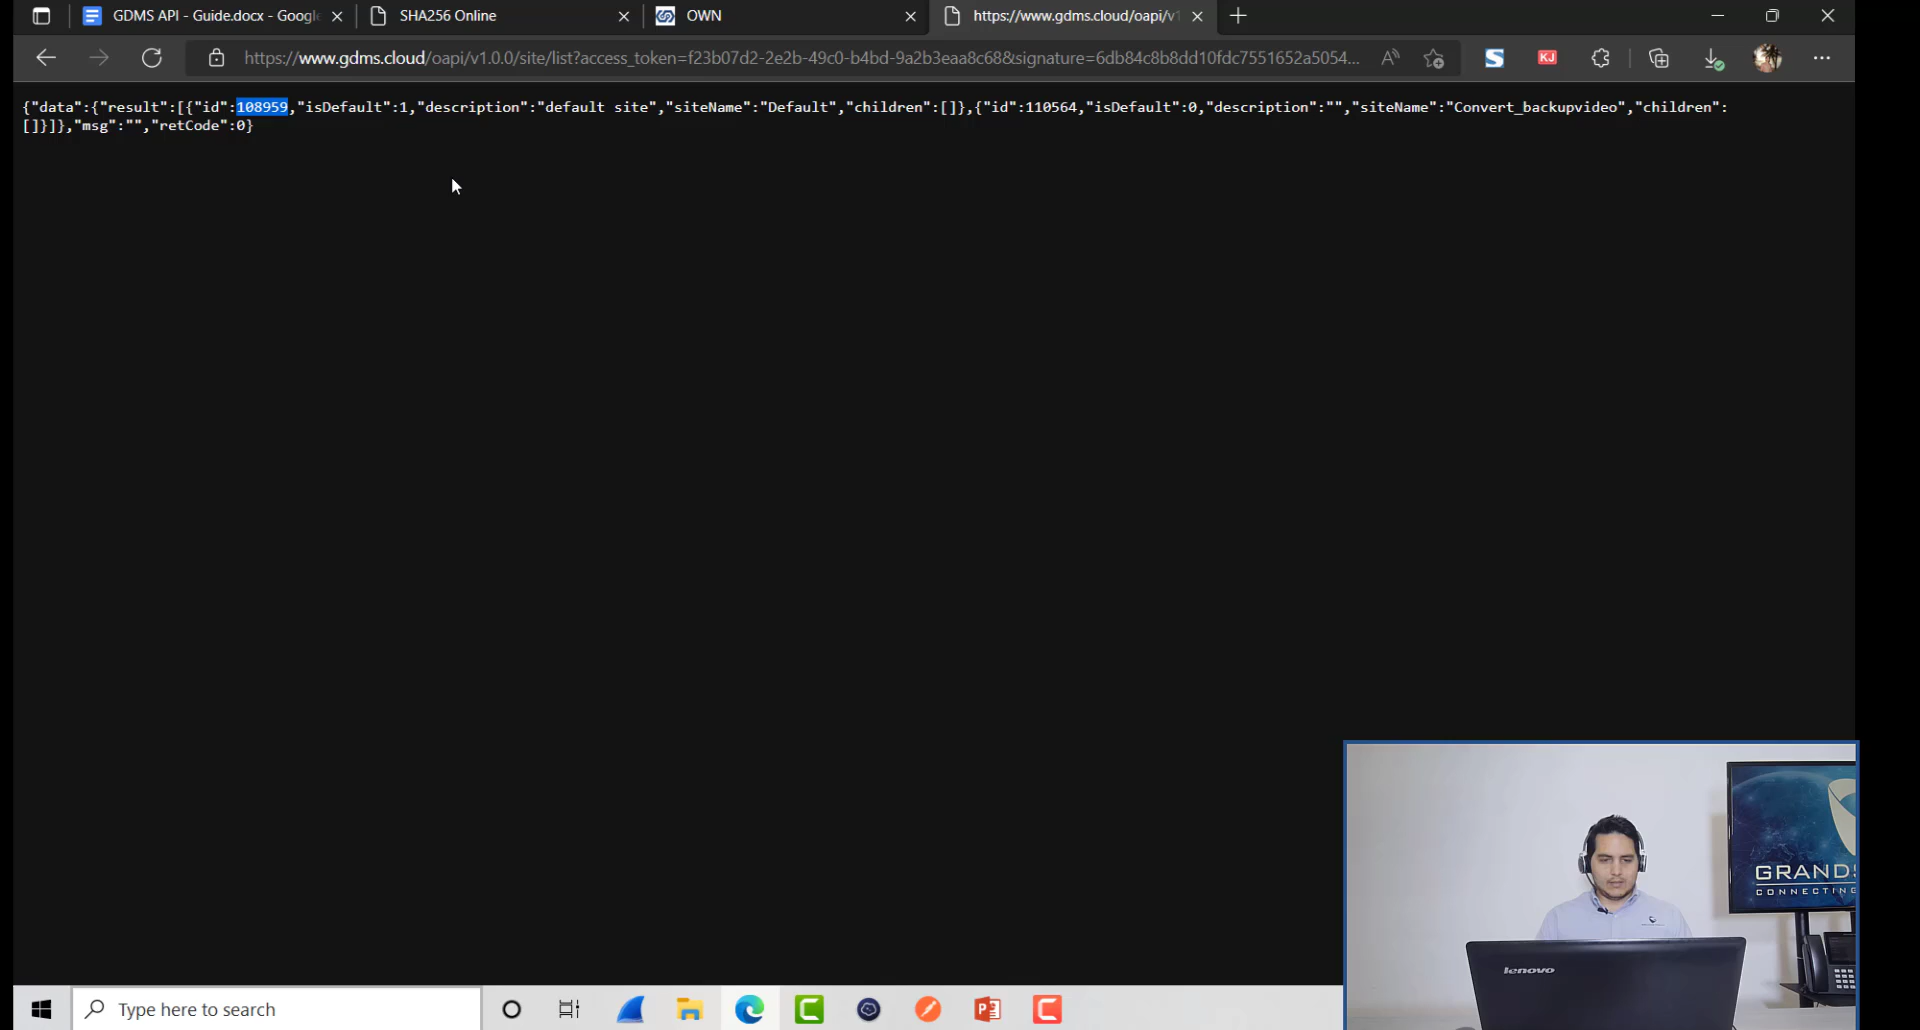 GDMS API - Guide.docx - Google
SHA256 Online
OWN
https://www.gdms.cloud/oapi/v1
https://www.gdms.cloud/oapi/v1.0.0/site/list?access_token=f23b07d2-2e2b-49c0-b4bd-9a2b3eaa8c68&signature=6db84c8b8dd10fdc7551652a5054...
KJ
{"data":{"result":[{"id":108959,"isDefault":1,"description":"default site","siteName":"Default","children":[]},{"id":110564,"isDefault":0,"description":"","siteName":"Convert_backupvideo","children":
[]}]},"msg":"","retCode":0}
GRANDS
CONNECTING
lenovo
Type here to search